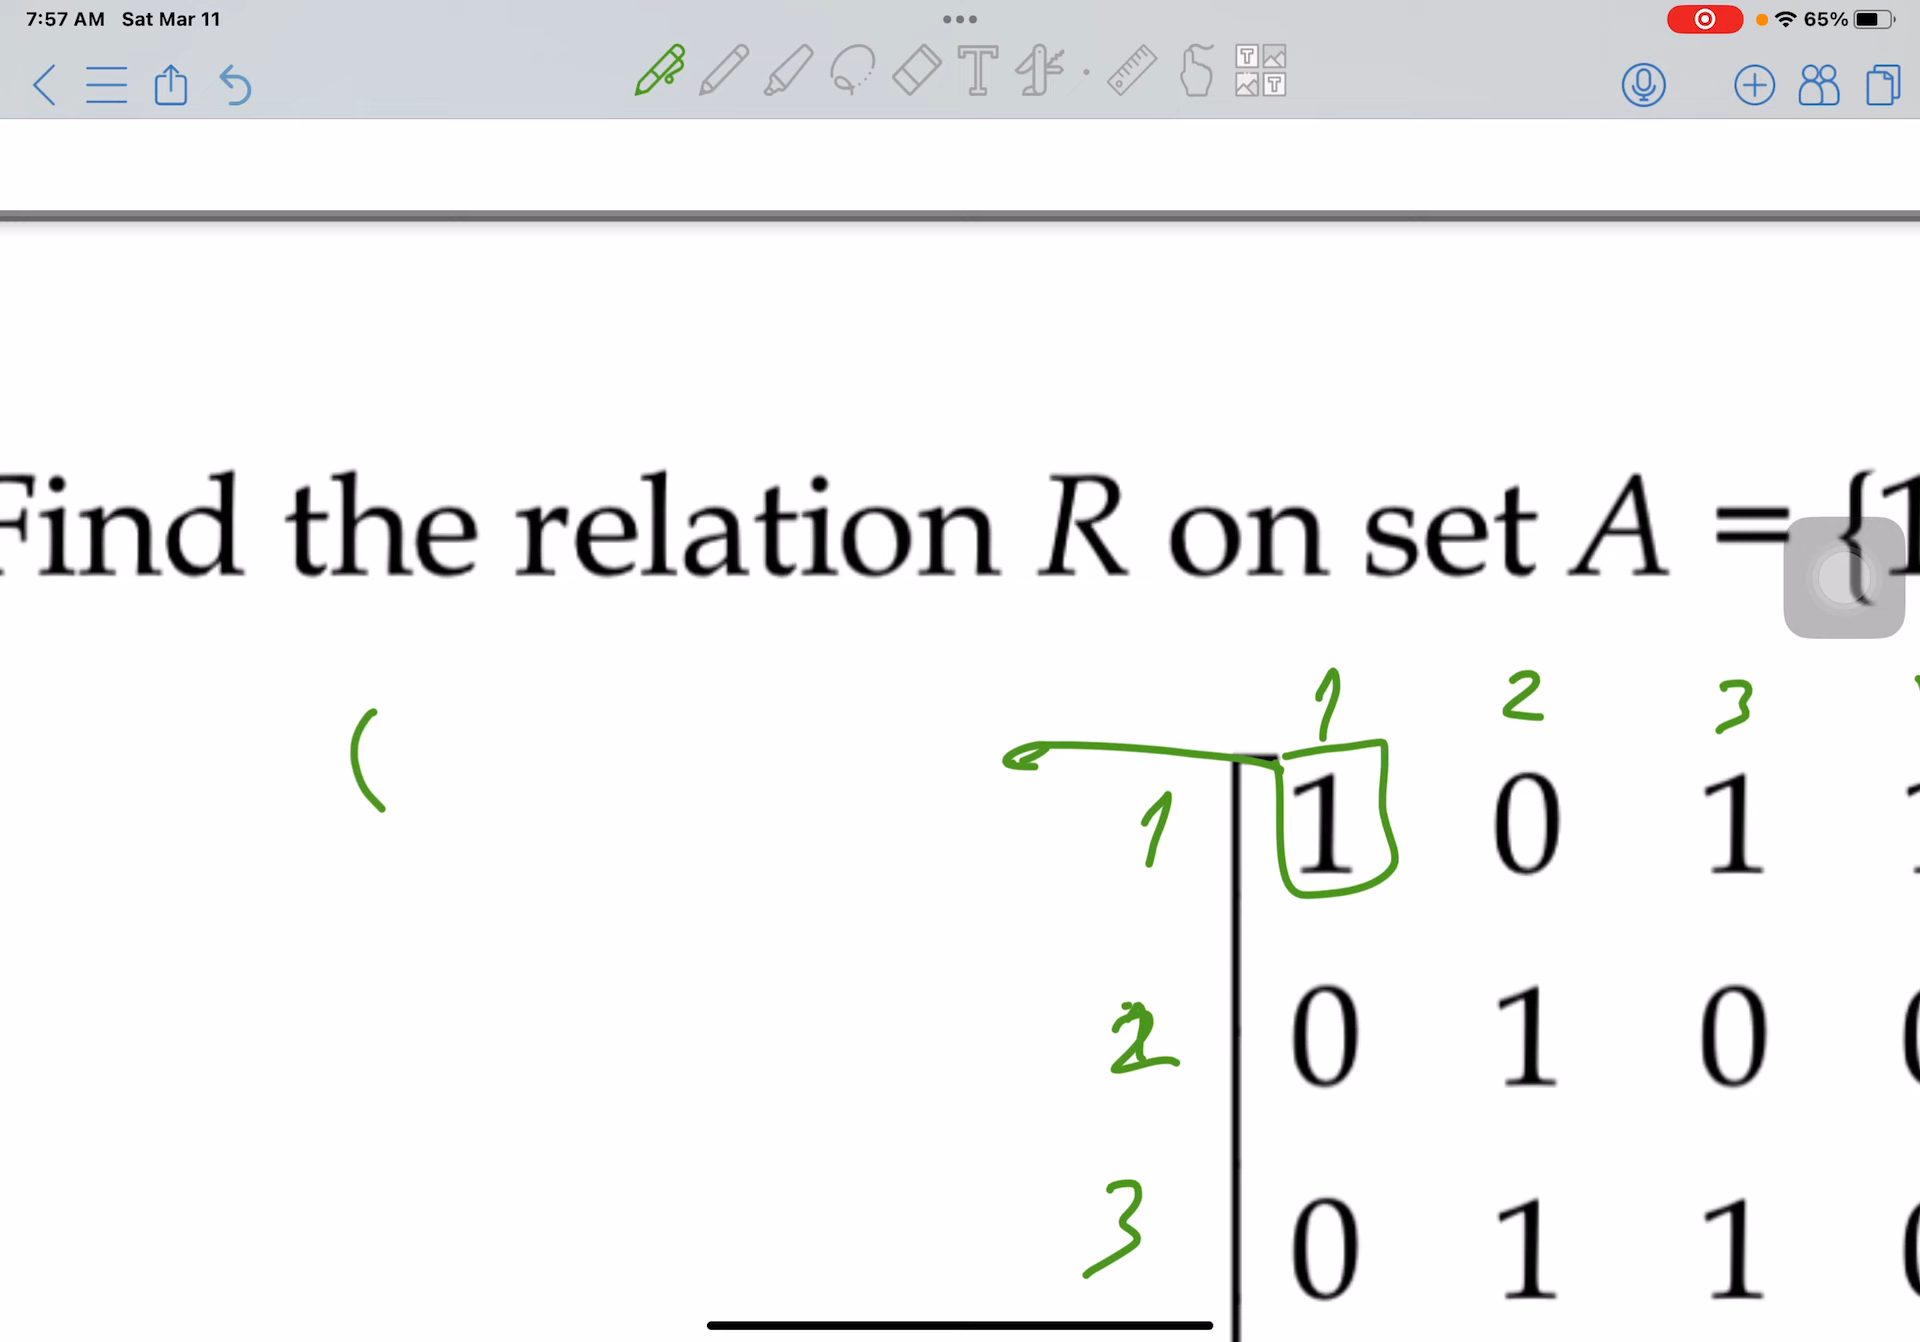 7:57 AM Sat Mar 11
65%
Find the relation R on set A = {1
1 2 3
(
1 1 0 1
2 0 1 0
3 0 1 1